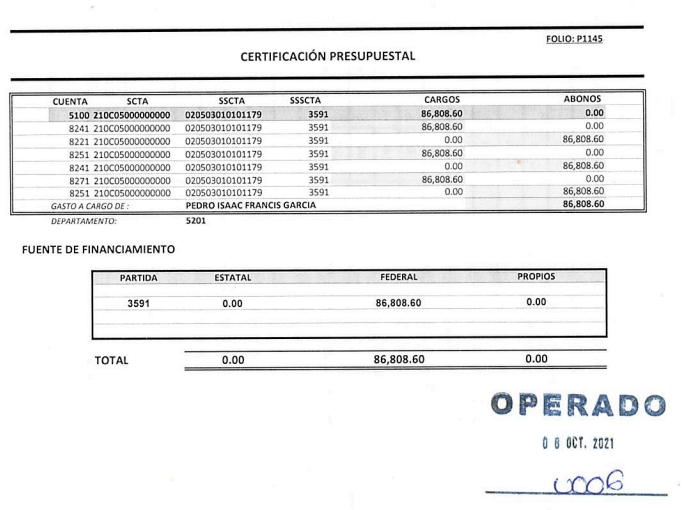 FOLIO: P1145
CERTIFICACIÓN PRESUPUESTAL
CUENTA SCTA SSCTA SSSCTA CARGOS ABONOS
5100 210C05000000000 020503010101179 3591 86,808.60 0.00
8241 210C05000000000 020503010101179 3591 86,808.60 0.00
8221 210C05000000000 020503010101179 3591 0.00 86,808.60
8251 210C05000000000 020503010101179 3591 86,808.60 0.00
8241 210C05000000000 020503010101179 3591 0.00 86,808.60
8271 210C05000000000 020503010101179 3591 86,808.60 0.00
8251 210C05000000000 020503010101179 3591 0.00 86,808.60
GASTO A CARGO DE : PEDRO ISAAC FRANCIS GARCIA 86,808.60
DEPARTAMENTO: 5201
FUENTE DE FINANCIAMIENTO
PARTIDA ESTATAL FEDERAL PROPIOS
3591 0.00 86,808.60 0.00
TOTAL 0.00 86,808.60 0.00
OPERADO
0 6 OCT. 2021
0006